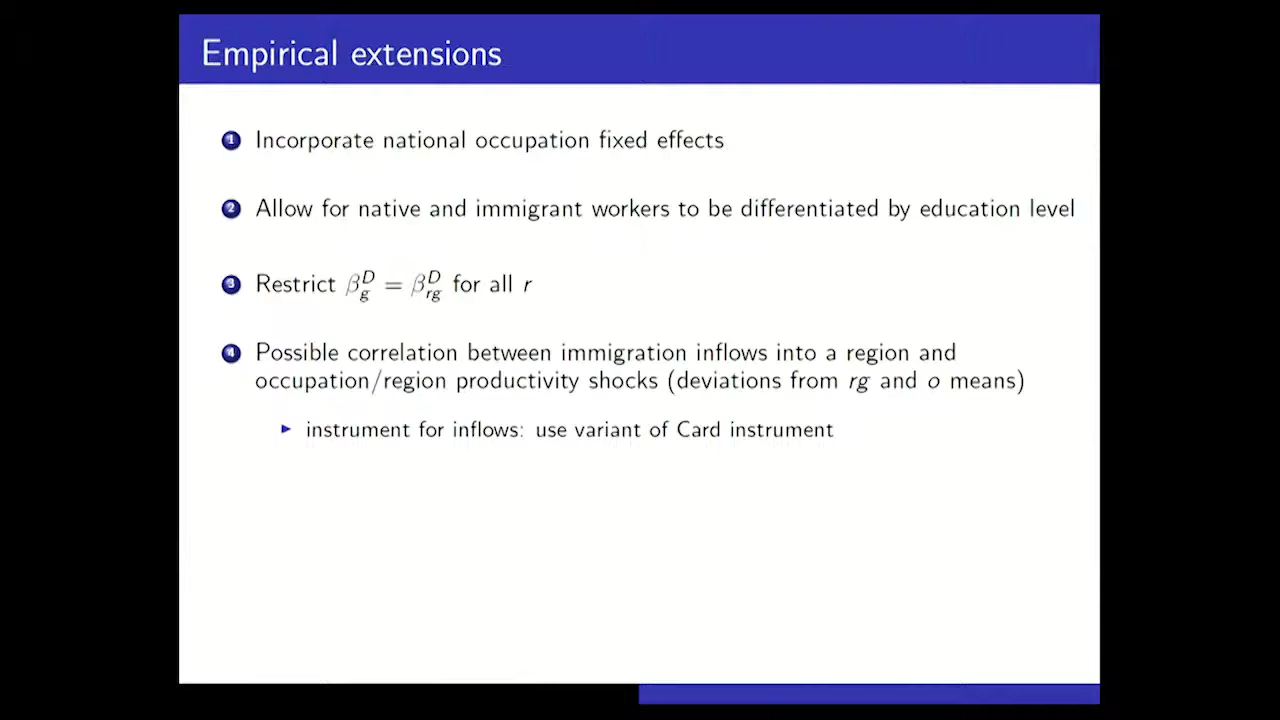 Empirical extensions
1 Incorporate national occupation fixed effects
2 Allow for native and immigrant workers to be differentiated by education level
3 Restrict β_g^D = β_rg^D for all r
4 Possible correlation between immigration inflows into a region and
occupation/region productivity shocks (deviations from rg and o means)
▶ instrument for inflows: use variant of Card instrument